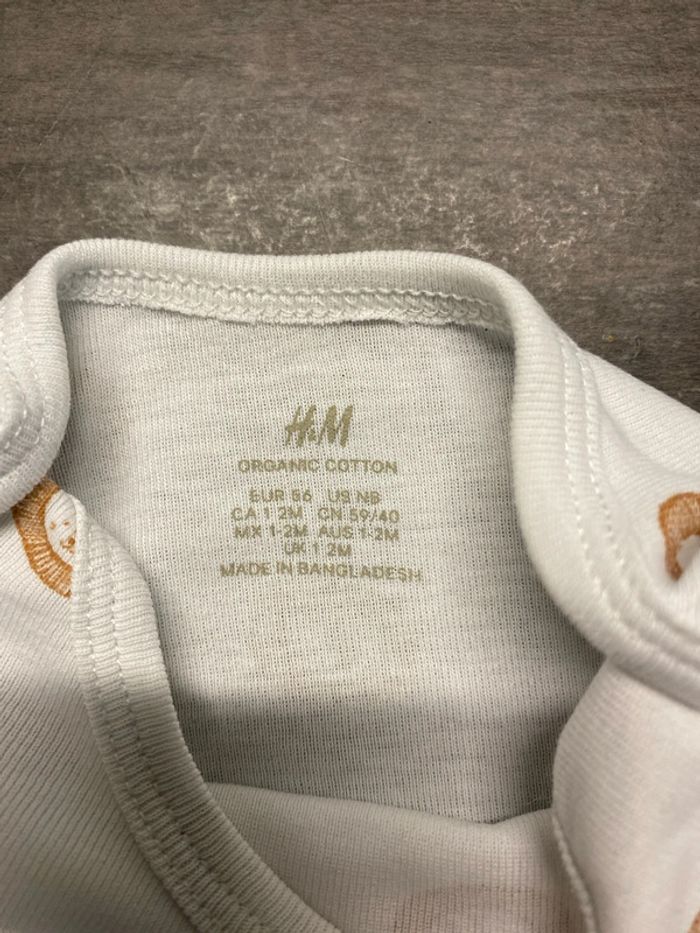 H&M
ORGANIC COTTON
EUR 56 US NB
CA 1 2M CN 59/40
MX 1-2M AUS 1-2M
UK 1 2M
MADE IN BANGLADESH